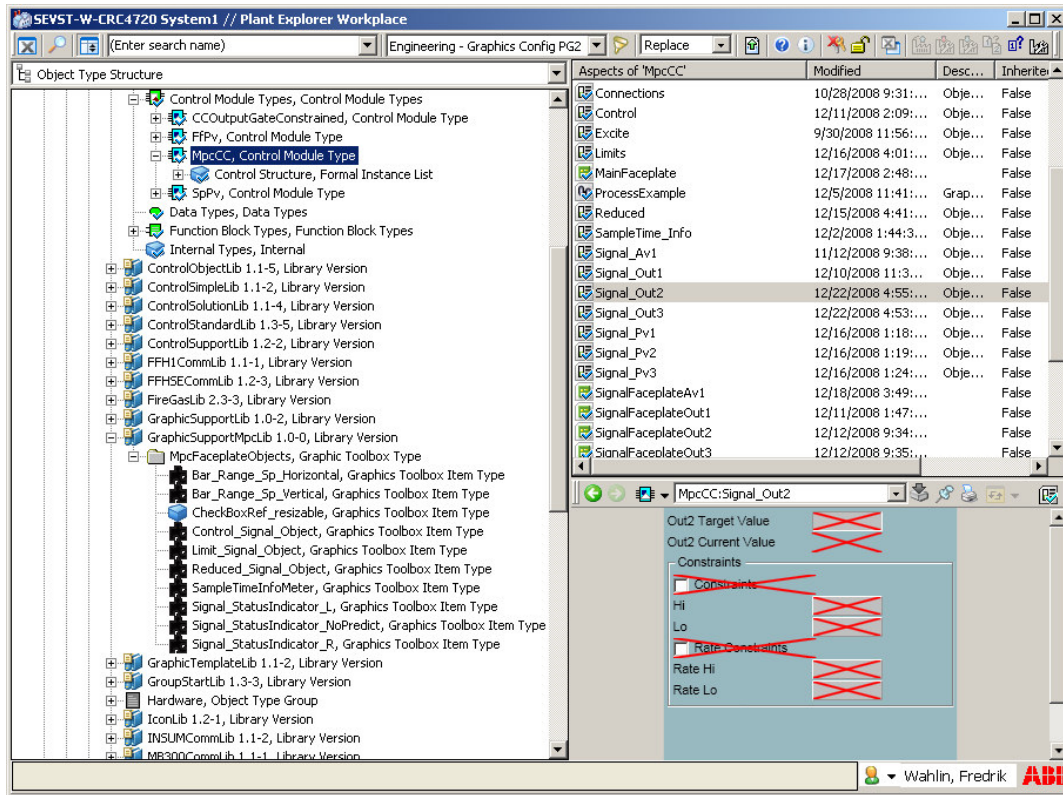 SEVST-W-CRC4720 System1 // Plant Explorer Workplace
(Enter search name)
Engineering - Graphics Config PG2
Replace
Object Type Structure
Control Module Types, Control Module Types
CCOutputGateConstrained, Control Module Type
FfPv, Control Module Type
MpcCC, Control Module Type
Control Structure, Formal Instance List
SpPv, Control Module Type
Data Types, Data Types
Function Block Types, Function Block Types
Internal Types, Internal
ControlObjectLib 1.1-5, Library Version
ControlSimpleLib 1.1-2, Library Version
ControlSolutionLib 1.1-4, Library Version
ControlStandardLib 1.3-5, Library Version
ControlSupportLib 1.2-2, Library Version
FFH1CommLib 1.1-1, Library Version
FFHSECommLib 1.2-3, Library Version
FireGasLib 2.3-3, Library Version
GraphicSupportLib 1.0-2, Library Version
GraphicSupportMpcLib 1.0-0, Library Version
MpcFaceplateObjects, Graphic Toolbox Type
Bar_Range_Sp_Horizontal, Graphics Toolbox Item Type
Bar_Range_Sp_Vertical, Graphics Toolbox Item Type
CheckBoxRef_resizable, Graphics Toolbox Item Type
Control_Signal_Object, Graphics Toolbox Item Type
Limit_Signal_Object, Graphics Toolbox Item Type
Reduced_Signal_Object, Graphics Toolbox Item Type
SampleTimeInfoMeter, Graphics Toolbox Item Type
Signal_StatusIndicator_L, Graphics Toolbox Item Type
Signal_StatusIndicator_NoPredict, Graphics Toolbox Item Type
Signal_StatusIndicator_R, Graphics Toolbox Item Type
GraphicTemplateLib 1.1-2, Library Version
GroupStartLib 1.3-3, Library Version
Hardware, Object Type Group
IconLib 1.2-1, Library Version
INSUMCommLib 1.1-2, Library Version
MB300CommLib 1.1-1, Library Version
Aspects of 'MpcCC' Modified Desc... Inherited
Connections 10/28/2008 9:31:... Obje... False
Control 12/11/2008 2:09:... Obje... False
Excite 9/30/2008 11:56:... Obje... False
Limits 12/16/2008 4:01:... Obje... False
MainFaceplate 12/17/2008 2:48:... False
ProcessExample 12/5/2008 11:41:... Grap... False
Reduced 12/15/2008 4:41:... Obje... False
SampleTime_Info 12/2/2008 1:44:3... Obje... False
Signal_Av1 11/12/2008 9:38:... Obje... False
Signal_Out1 12/10/2008 11:3... Obje... False
Signal_Out2 12/22/2008 4:55:... Obje... False
Signal_Out3 12/22/2008 4:53:... Obje... False
Signal_Pv1 12/16/2008 1:18:... Obje... False
Signal_Pv2 12/16/2008 1:19:... Obje... False
Signal_Pv3 12/16/2008 1:24:... Obje... False
SignalFaceplateAv1 12/18/2008 3:49:... False
SignalFaceplateOut1 12/11/2008 1:47:... False
SignalFaceplateOut2 12/12/2008 9:34:... False
SignalFaceplateOut3 12/12/2008 9:35:... False
MpcCC:Signal_Out2
Out2 Target Value
Out2 Current Value
Constraints
Constraints
Hi
Lo
Rate Constraints
Rate Hi
Rate Lo
Wahlin, Fredrik
ABB